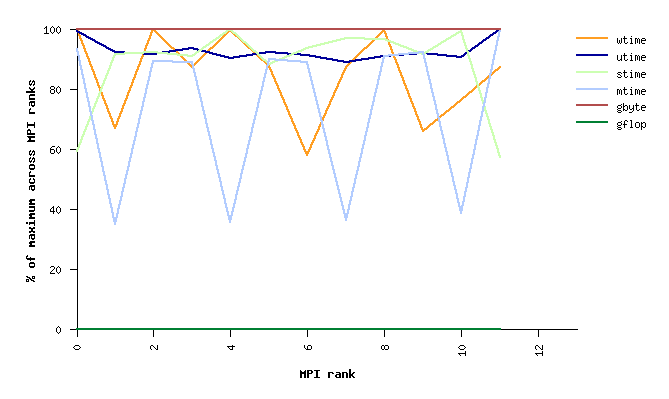 100
80
60
40
20
0
% of maximum across MPI ranks
0 2 4 6 8 10 12
MPI rank
wtime
utime
stime
mtime
gbyte
gflop